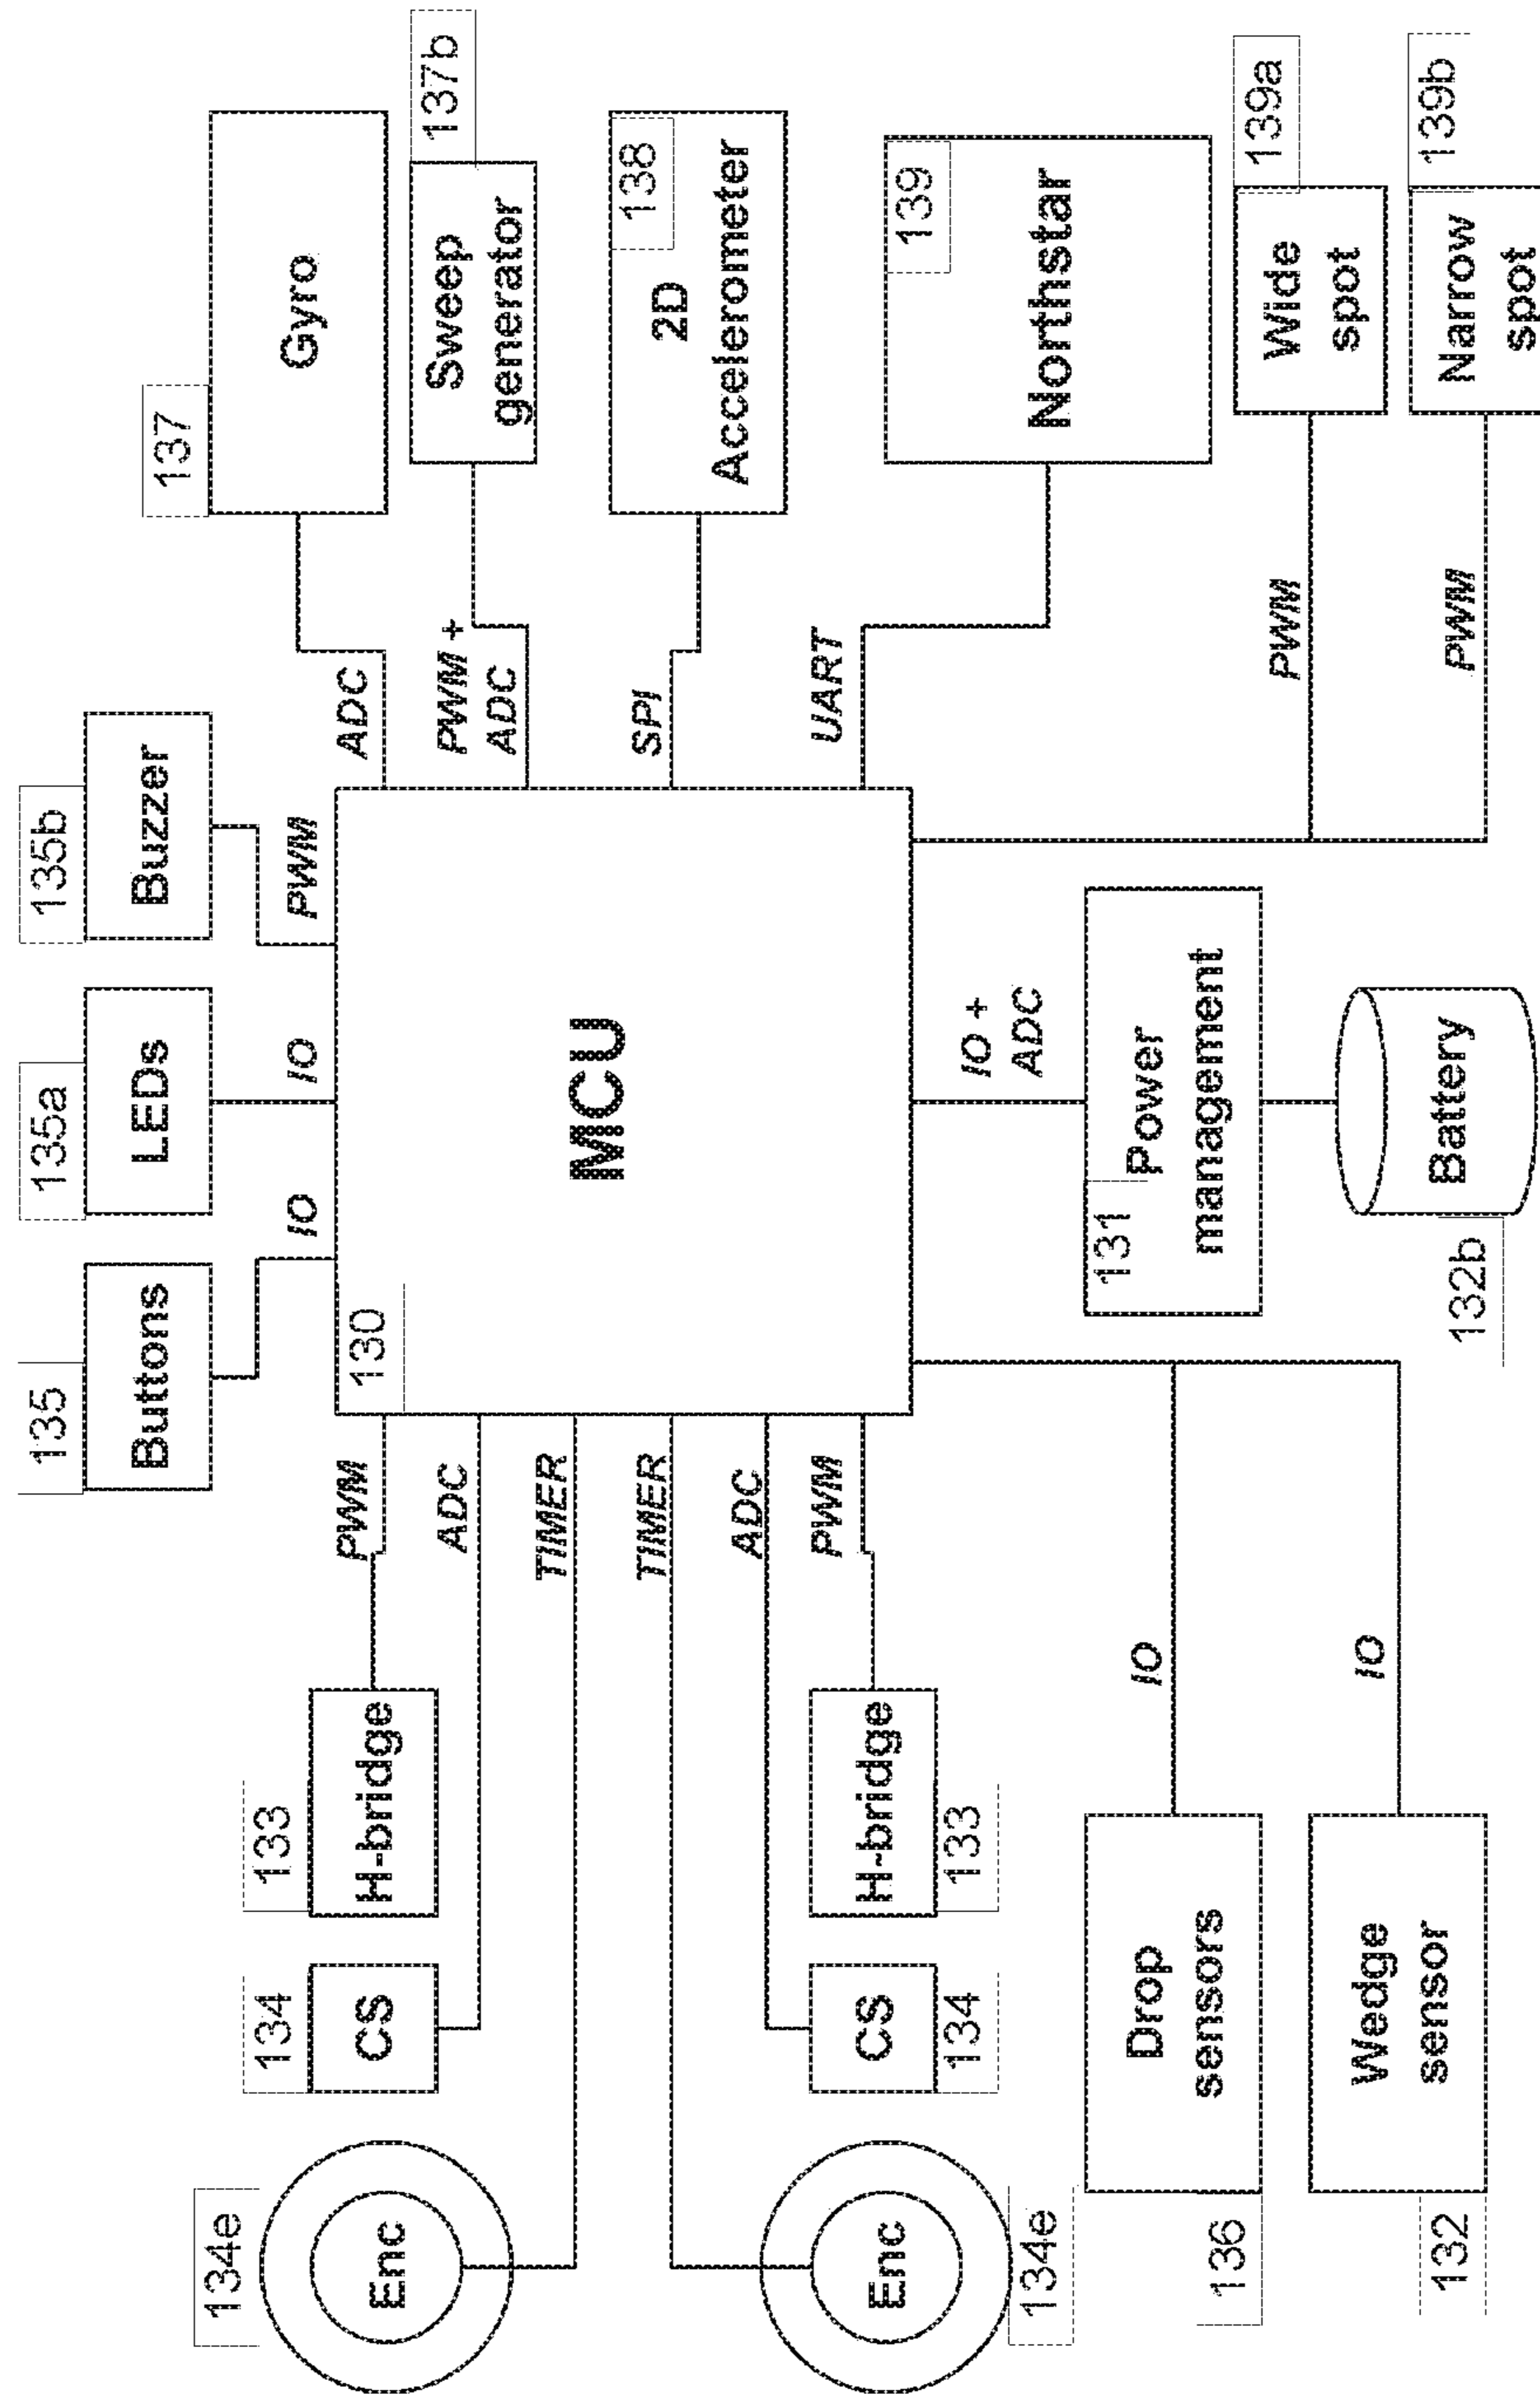 135
135a
135b
Buttons
LEDs
Buzzer
137
134e
133
134
IO
IO
PWM
Gyro
Enc
CS
H-bridge
PWM
130
ADC
137b
ADC
PWM +
ADC
Sweep
generator
TIMER
MCU
138
TIMER
SPI
2D
Accelerometer
ADC
PWM
UART
139
Northstar
Enc
CS
H-bridge
134e
134
133
IO +
ADC
136
Drop
sensors
IO
131
Power
management
PWM
139a
Wide
spot
132
Wedge
sensor
IO
132b
Battery
PWM
139b
Narrow
spot